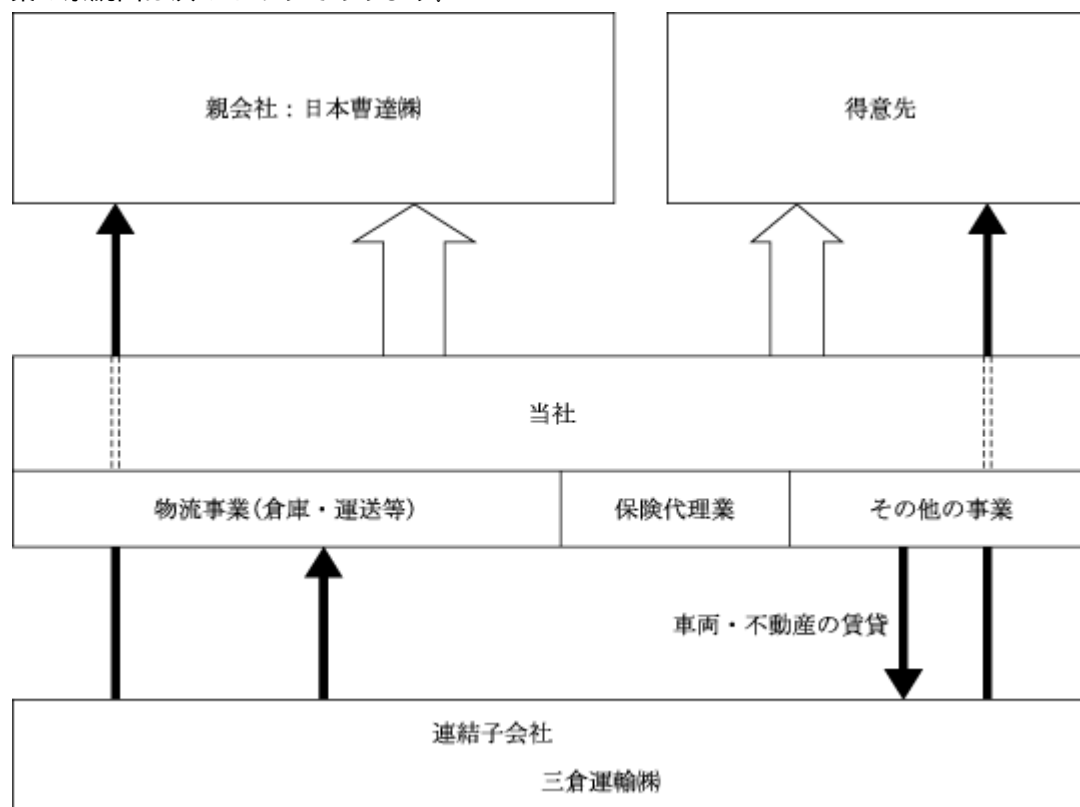 親会社：日本曹達㈱
得意先
当社
物流事業(倉庫・運送等)
保険代理業
その他の事業
車両・不動産の賃貸
連結子会社
三倉運輸㈱